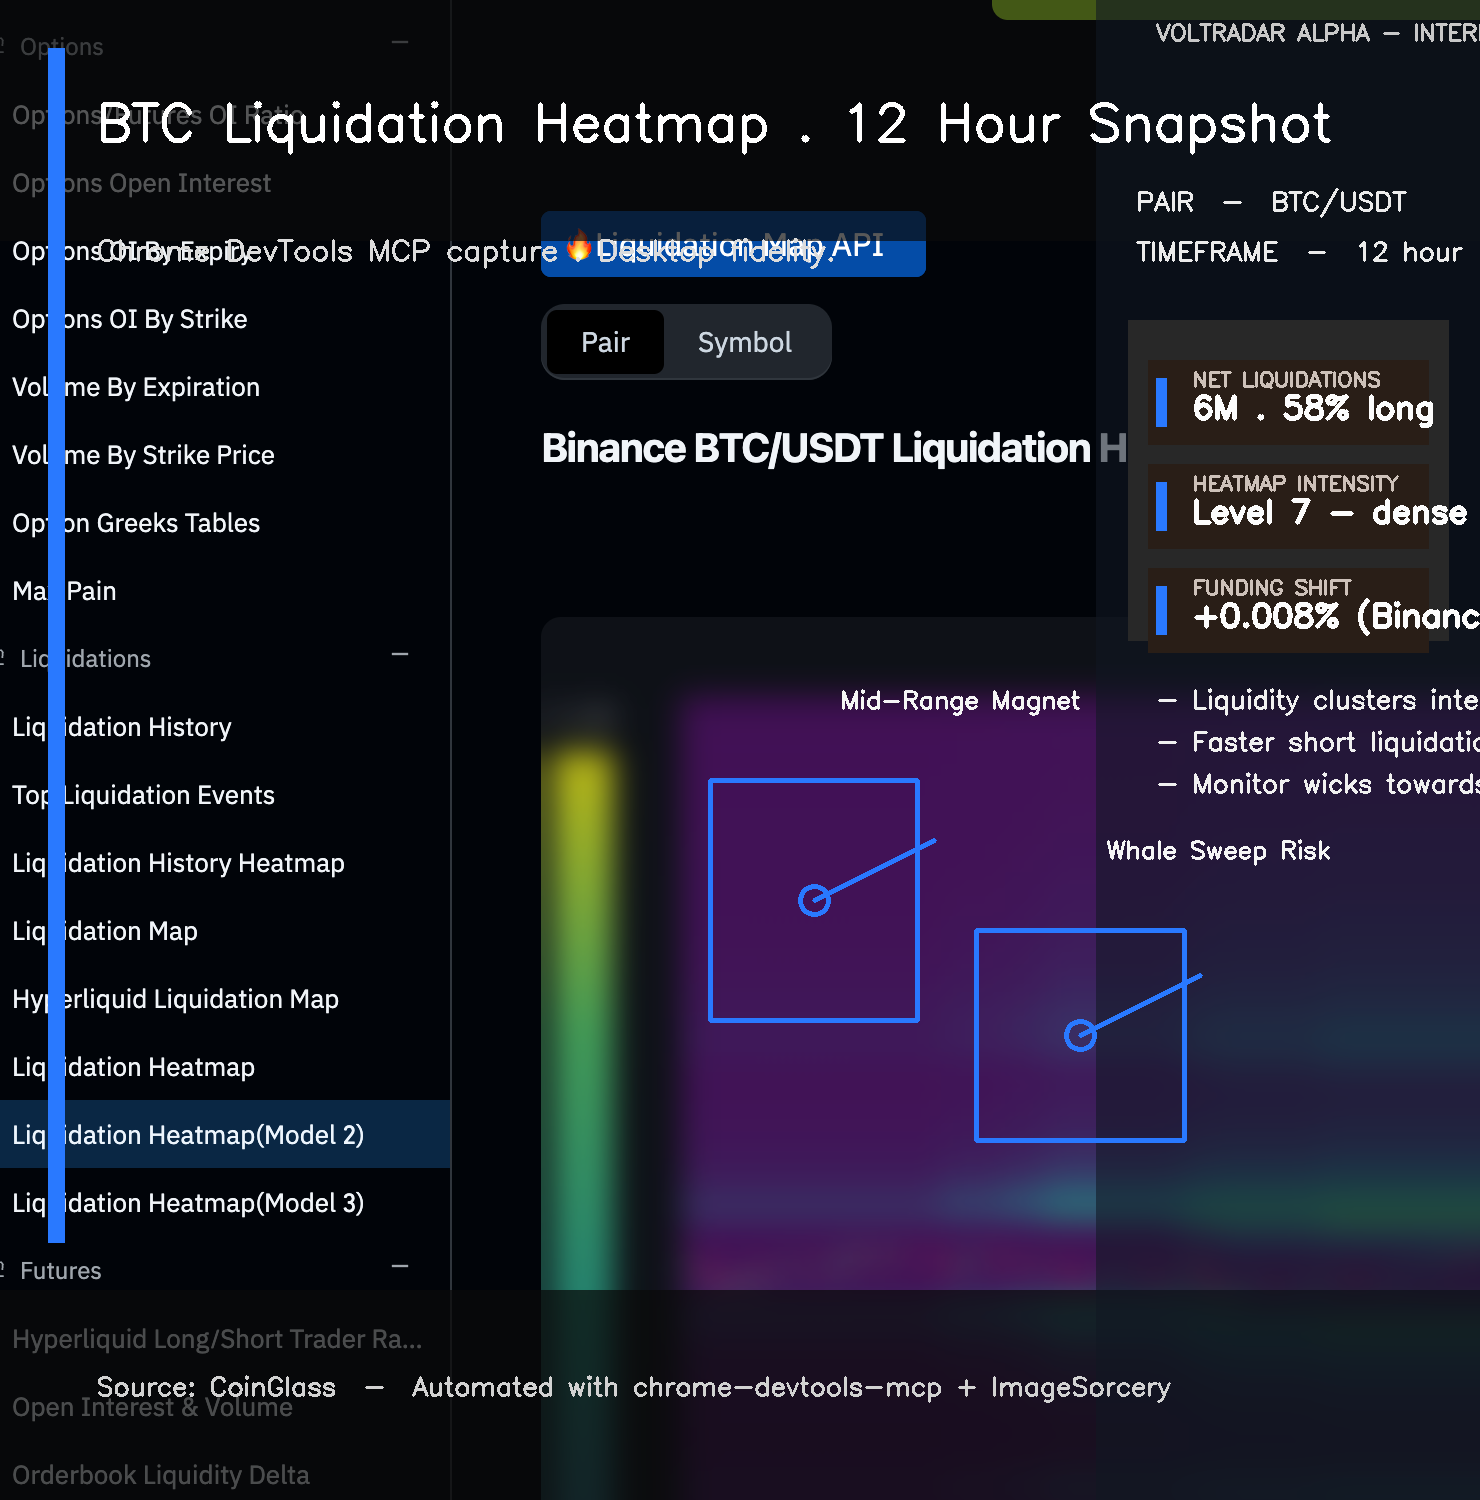 VOLTRADAR ALPHA – INTER
BTC Liquidation Heatmap . 12 Hour Snapshot
Chrome DevTools MCP capture . Desktop fidelity.
PAIR – BTC/USDT
TIMEFRAME – 12 hour
Options
Options/Futures OI Ratio
Options Open Interest
Options OI By Expiry
Options OI By Strike
Volume By Expiration
Volume By Strike Price
Option Greeks Tables
Max Pain
Liquidations
Liquidation History
Top Liquidation Events
Liquidation History Heatmap
Liquidation Map
Hyperliquid Liquidation Map
Liquidation Heatmap
Liquidation Heatmap(Model 2)
Liquidation Heatmap(Model 3)
Futures
Hyperliquid Long/Short Trader Ra...
Open Interest & Volume
Orderbook Liquidity Delta
🔥Liquidation Map API
Pair Symbol
Binance BTC/USDT Liquidation H
NET LIQUIDATIONS
6M . 58% long
HEATMAP INTENSITY
Level 7 – dense
FUNDING SHIFT
+0.008% (Binanc
Mid-Range Magnet
– Liquidity clusters inte
– Faster short liquidatio
– Monitor wicks towards
Whale Sweep Risk
Source: CoinGlass – Automated with chrome-devtools-mcp + ImageSorcery